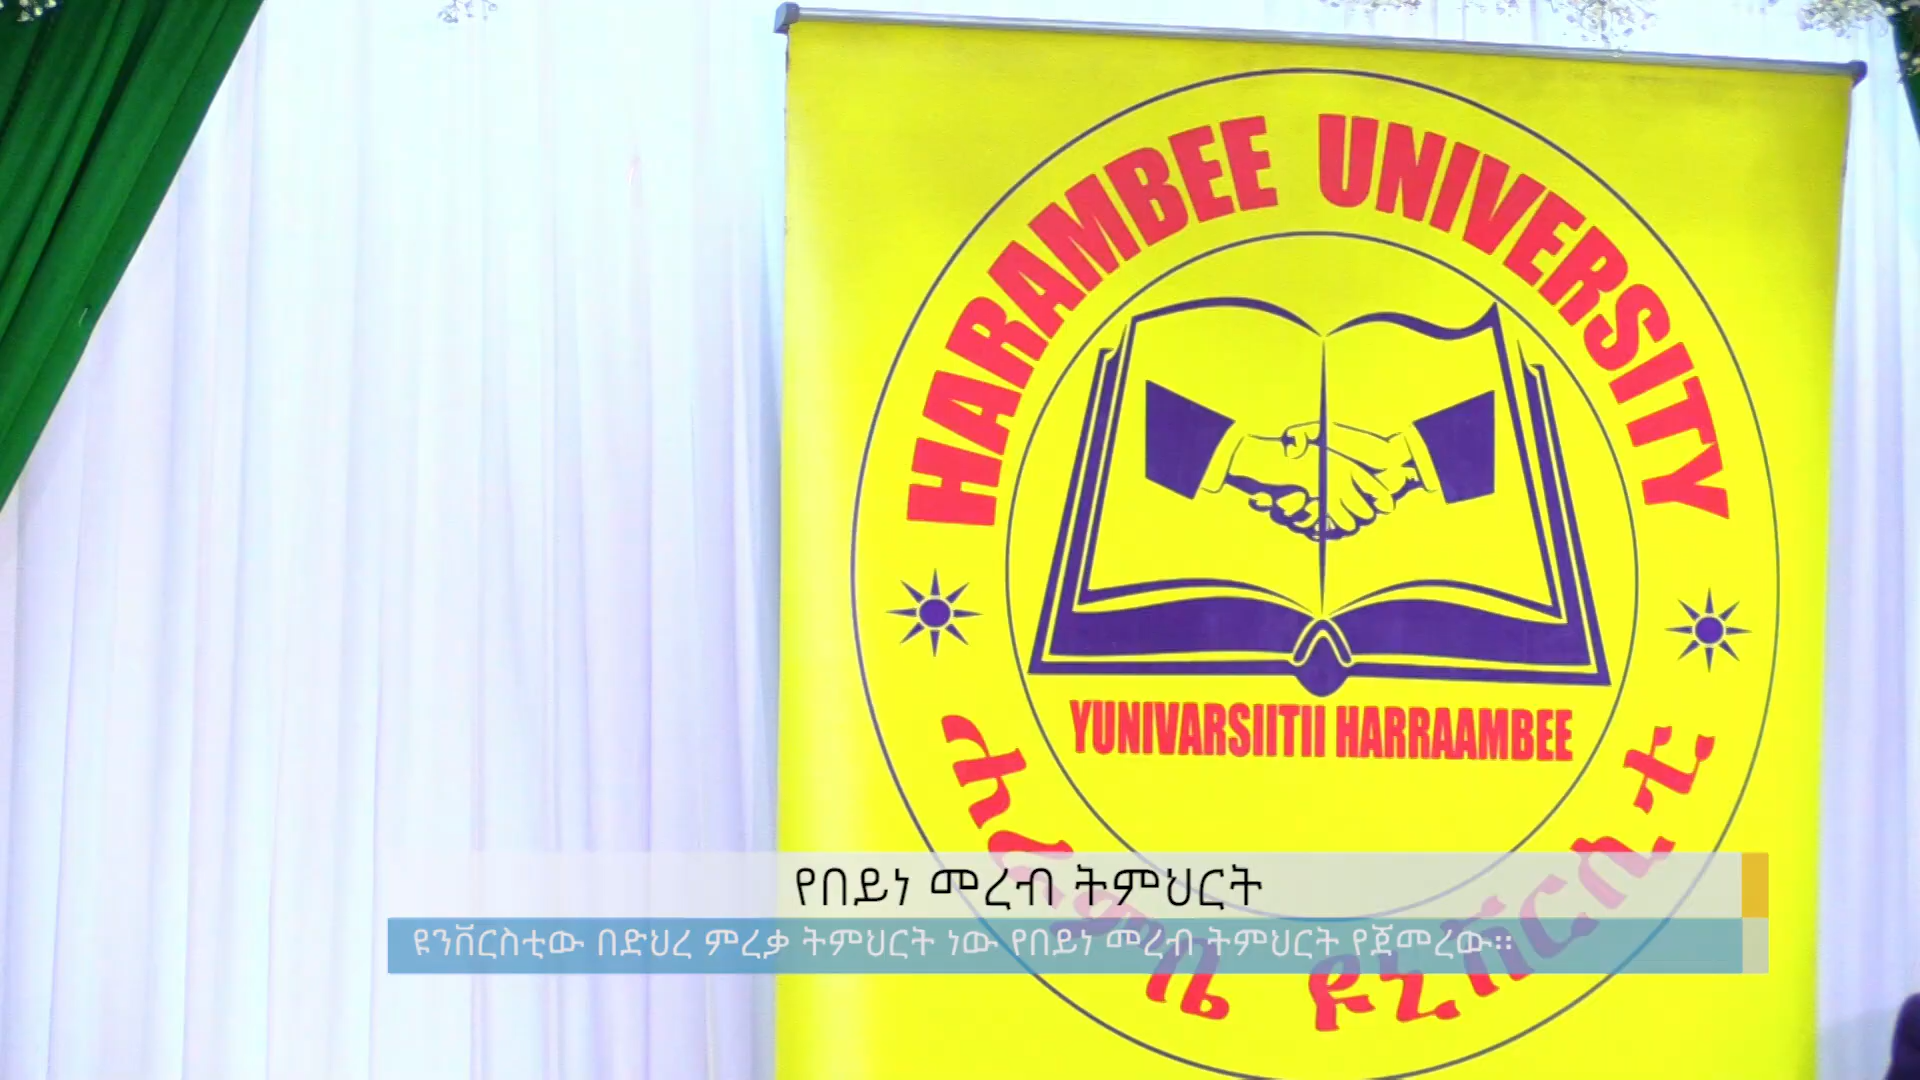 HARAMBEE UNIVERSITY
YUNIVARSIITII HARRAAMBEE
ሐረምቤ ዩኒቨርሲቲ
የበይነ መረብ ትምህርት
ዩንቨርስቲው በድህረ ምረቃ ትምህርት ነው የበይነ መረብ ትምህርት የጀመረው።